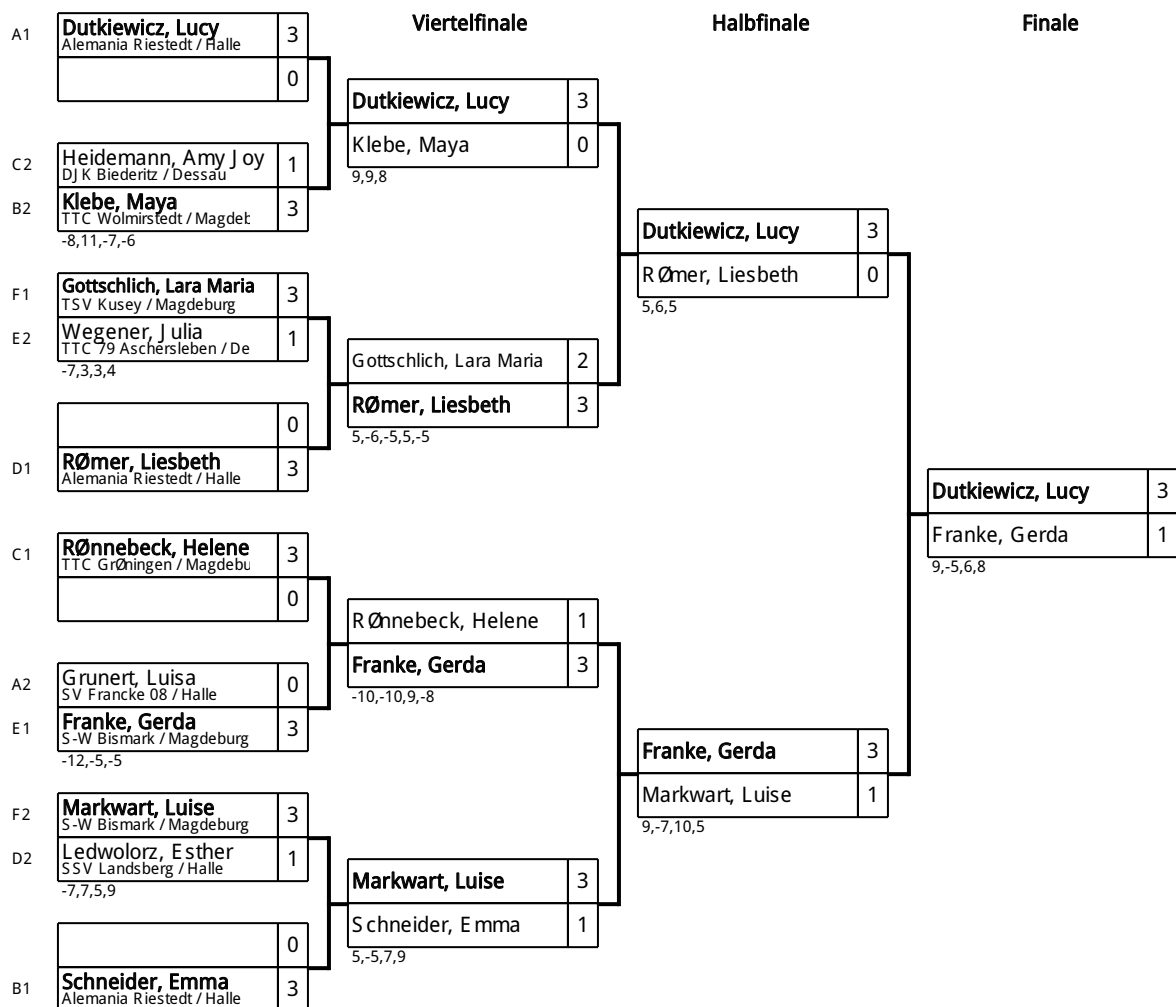 Viertelfinale
Halbfinale
Finale
A1
Dutkiewicz, Lucy
Alemania Riestedt / Halle
3
0
C2
Heidemann, Amy Joy
DJK Biederitz / Dessau
1
B2
Klebe, Maya
TTC Wolmirstedt / Magdeb
3
-8,11,-7,-6
F1
Gottschlich, Lara Maria
TSV Kusey / Magdeburg
3
E2
Wegener, Julia
TTC 79 Aschersleben / De
1
-7,3,3,4
0
D1
RØmer, Liesbeth
Alemania Riestedt / Halle
3
C1
RØnnebeck, Helene
TTC GrØningen / Magdebu
3
0
A2
Grunert, Luisa
SV Francke 08 / Halle
0
E1
Franke, Gerda
S-W Bismark / Magdeburg
3
-12,-5,-5
F2
Markwart, Luise
S-W Bismark / Magdeburg
3
D2
Ledwolorz, Esther
SSV Landsberg / Halle
1
-7,7,5,9
0
B1
Schneider, Emma
Alemania Riestedt / Halle
3
Dutkiewicz, Lucy 3
Klebe, Maya 0
9,9,8
Gottschlich, Lara Maria 2
RØmer, Liesbeth 3
5,-6,-5,5,-5
RØnnebeck, Helene 1
Franke, Gerda 3
-10,-10,9,-8
Markwart, Luise 3
Schneider, Emma 1
5,-5,7,9
Dutkiewicz, Lucy 3
RØmer, Liesbeth 0
5,6,5
Franke, Gerda 3
Markwart, Luise 1
9,-7,10,5
Dutkiewicz, Lucy 3
Franke, Gerda 1
9,-5,6,8